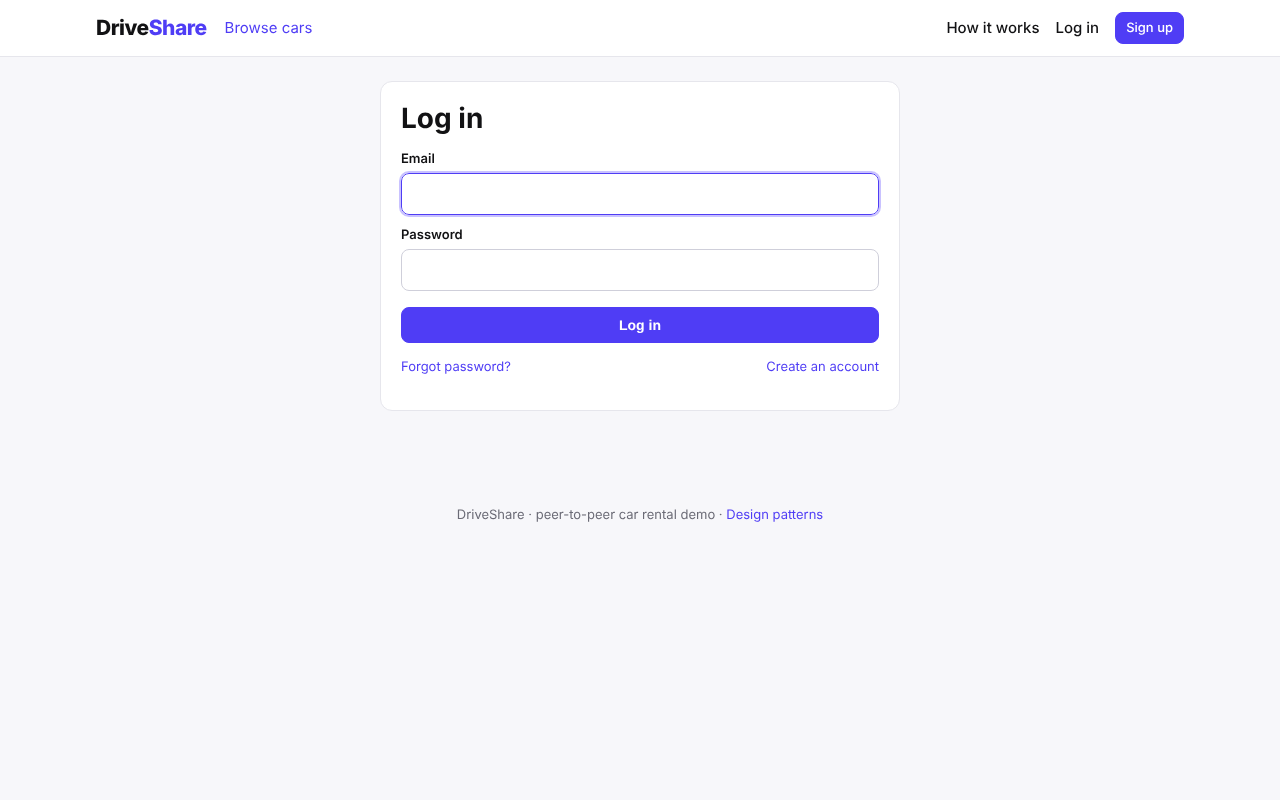 DriveShare Browse cars How it works Log in Sign up
Log in
Email
Password
Log in
Forgot password? Create an account
DriveShare · peer-to-peer car rental demo · Design patterns